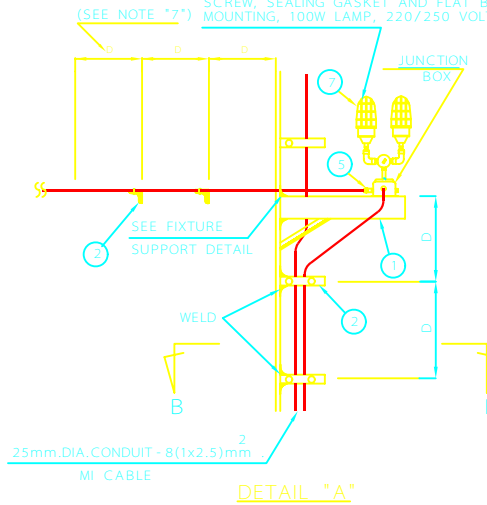 SCREW, SEALING GASKET AND FLAT B
(SEE NOTE "7") MOUNTING, 100W LAMP, 220/250 VOL
D D D
JUNCTION
BOX
7
5
SEE FIXTURE
SUPPORT DETAIL
2
D
1
WELD
2
D
B
2
25mm.DIA.CONDUIT - 8(1x2.5)mm.
MI CABLE
DETAIL "A"